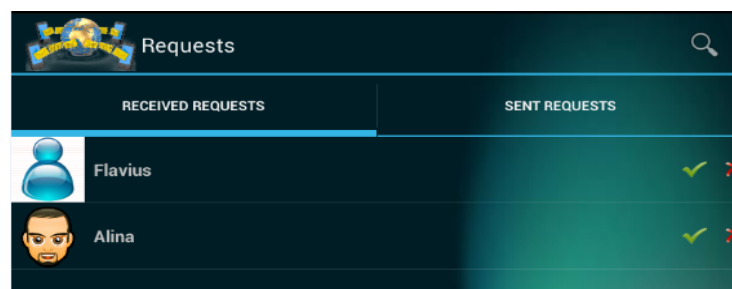 Requests
RECEIVED REQUESTS
SENT REQUESTS
Flavius
Alina